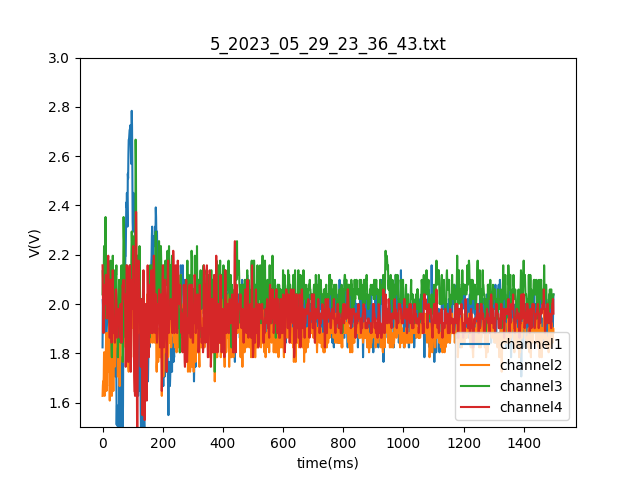 5_2023_05_29_23_36_43.txt
3.0
2.8
2.6
2.4
2.2
2.0
1.8
1.6
V(V)
channel1
channel2
channel3
channel4
0 200 400 600 800 1000 1200 1400
time(ms)